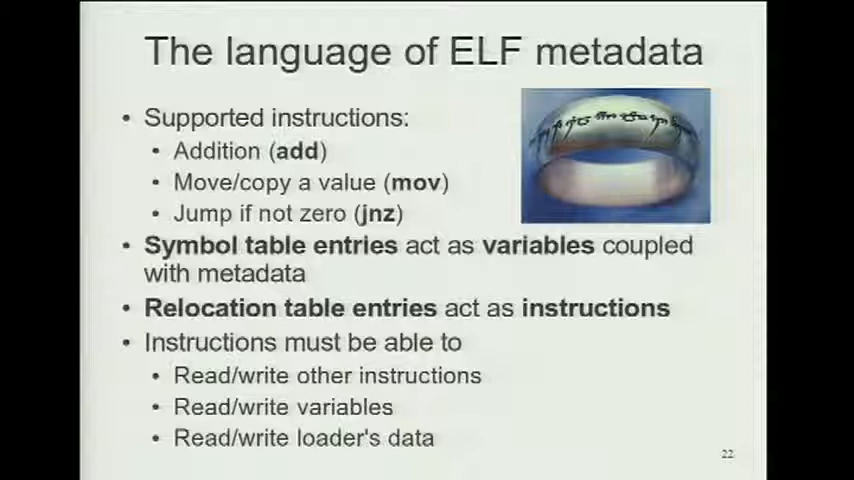 The language of ELF metadata
• Supported instructions:
• Addition (add)
• Move/copy a value (mov)
• Jump if not zero (jnz)
• Symbol table entries act as variables coupled
with metadata
• Relocation table entries act as instructions
• Instructions must be able to
• Read/write other instructions
• Read/write variables
• Read/write loader's data
22